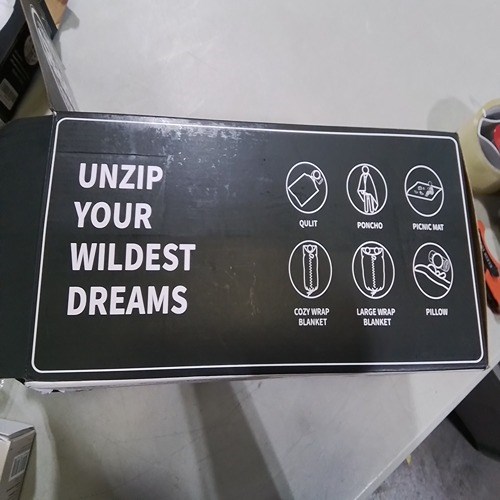 UNZIP
YOUR
WILDEST
DREAMS
QULIT
PONCHO
PICNIC MAT
COZY WRAP
BLANKET
LARGE WRAP
BLANKET
PILLOW